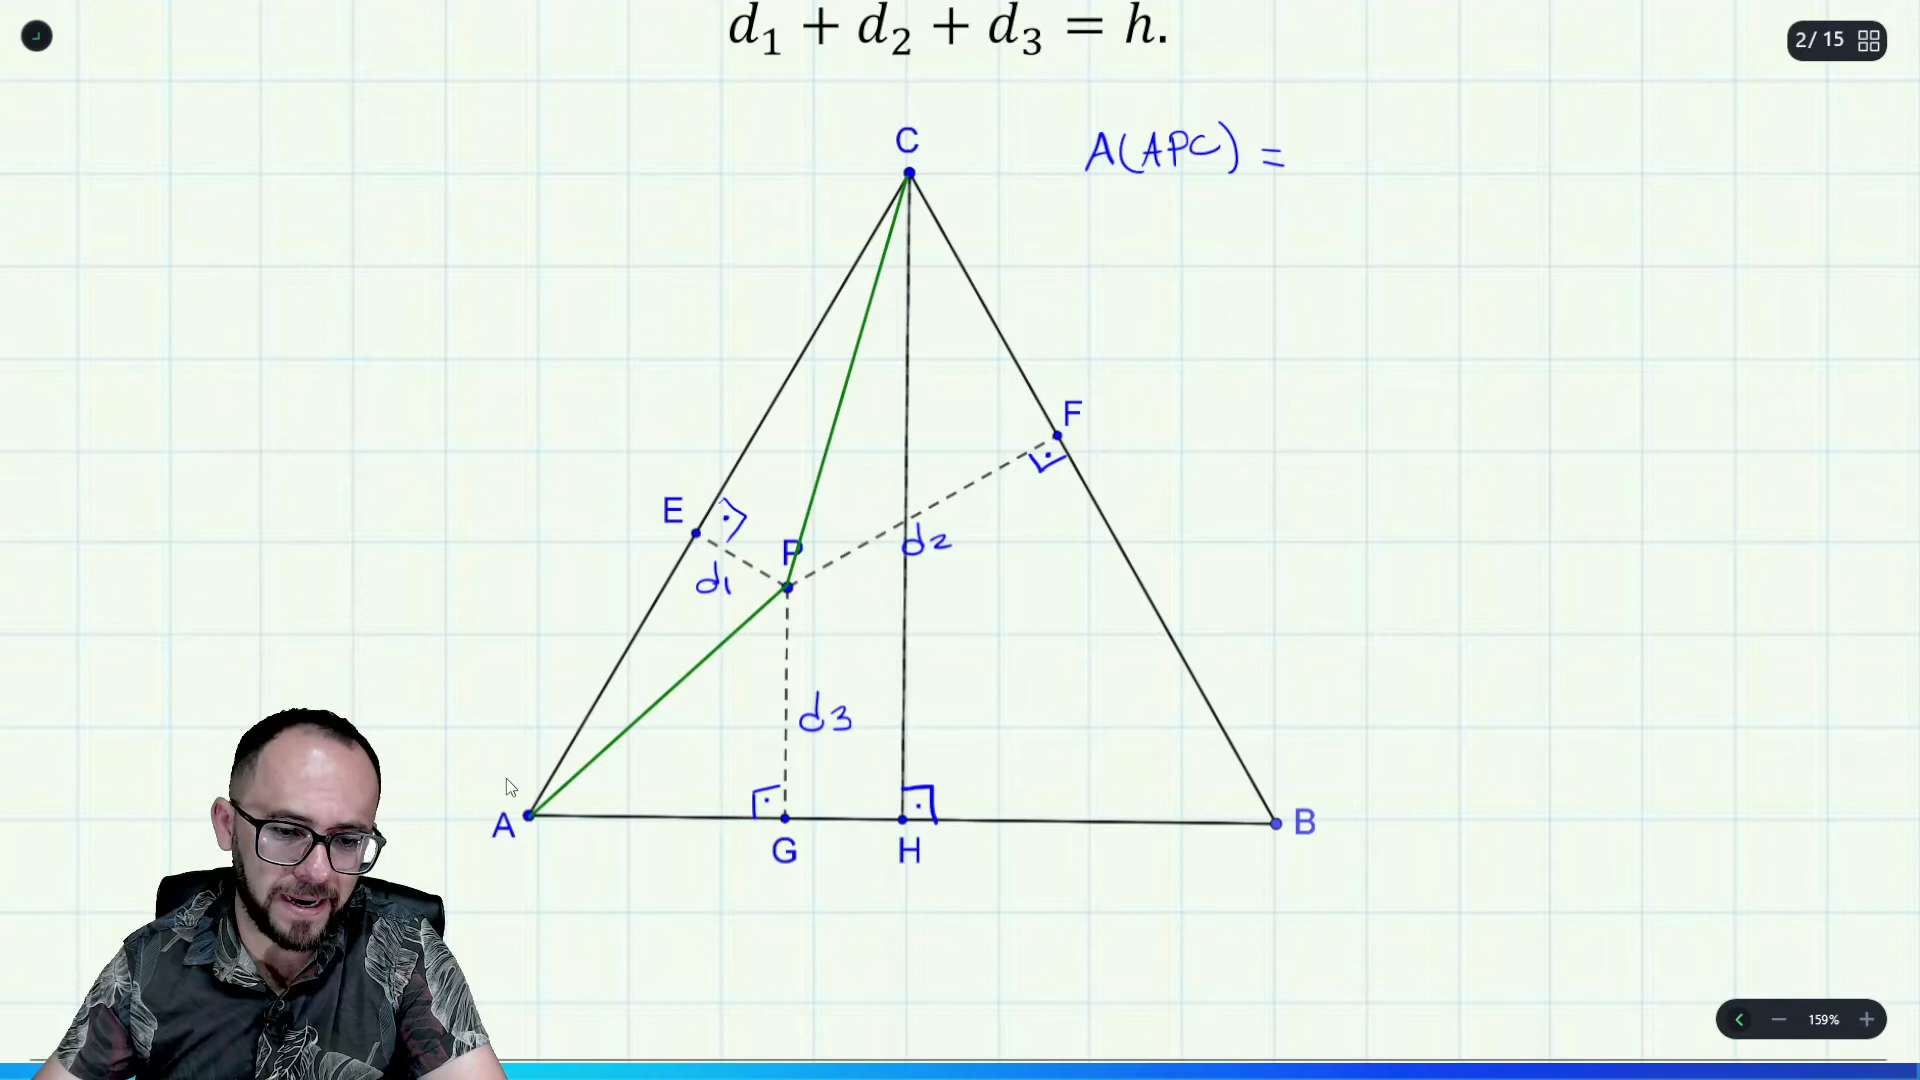 d₁ + d₂ + d₃ = h.
2/ 15
C
A(APC) =
F
E
P
d2
d1
d3
A
B
G
H
159%